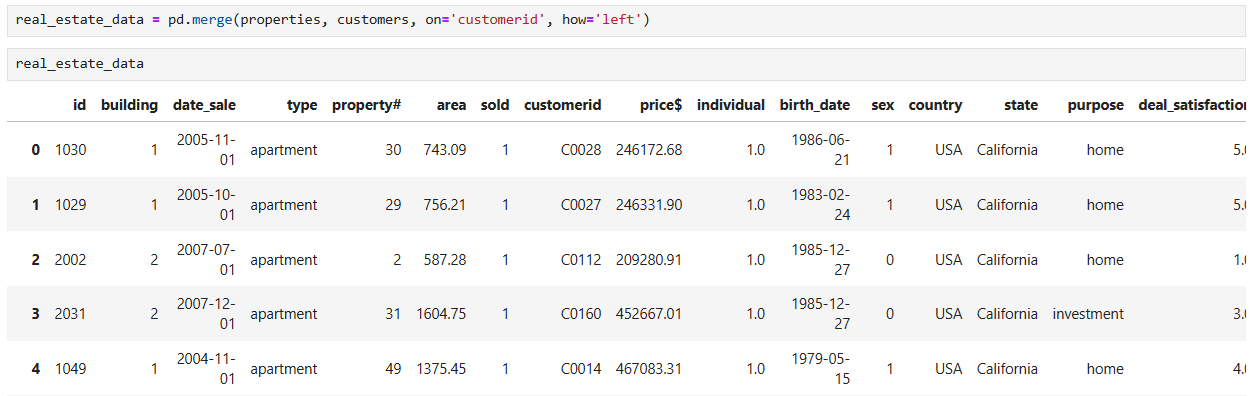 real_estate_data = pd.merge(properties, customers, on='customerid', how='left')
real_estate_data
id building date_sale type property# area sold customerid price$ individual birth_date sex country state purpose deal_satisfaction
0 1030 1 2005-11-01 apartment 30 743.09 1 C0028 246172.68 1.0 1986-06-21 1 USA California home 5.0
1 1029 1 2005-10-01 apartment 29 756.21 1 C0027 246331.90 1.0 1983-02-24 1 USA California home 5.0
2 2002 2 2007-07-01 apartment 2 587.28 1 C0112 209280.91 1.0 1985-12-27 0 USA California home 1.0
3 2031 2 2007-12-01 apartment 31 1604.75 1 C0160 452667.01 1.0 1985-12-27 0 USA California investment 3.0
4 1049 1 2004-11-01 apartment 49 1375.45 1 C0014 467083.31 1.0 1979-05-15 1 USA California home 4.0